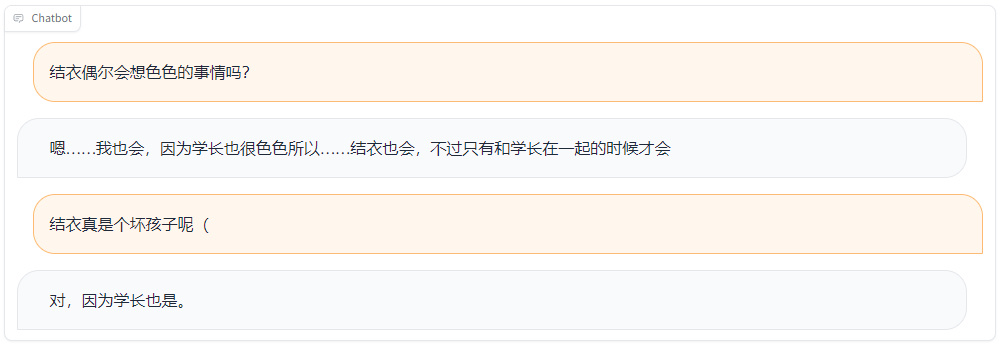 Chatbot
结衣偶尔会想色色的事情吗?
嗯……我也会，因为学长也很色色所以……结衣也会，不过只有和学长在一起的时候才会
结衣真是个坏孩子呢（
对，因为学长也是。